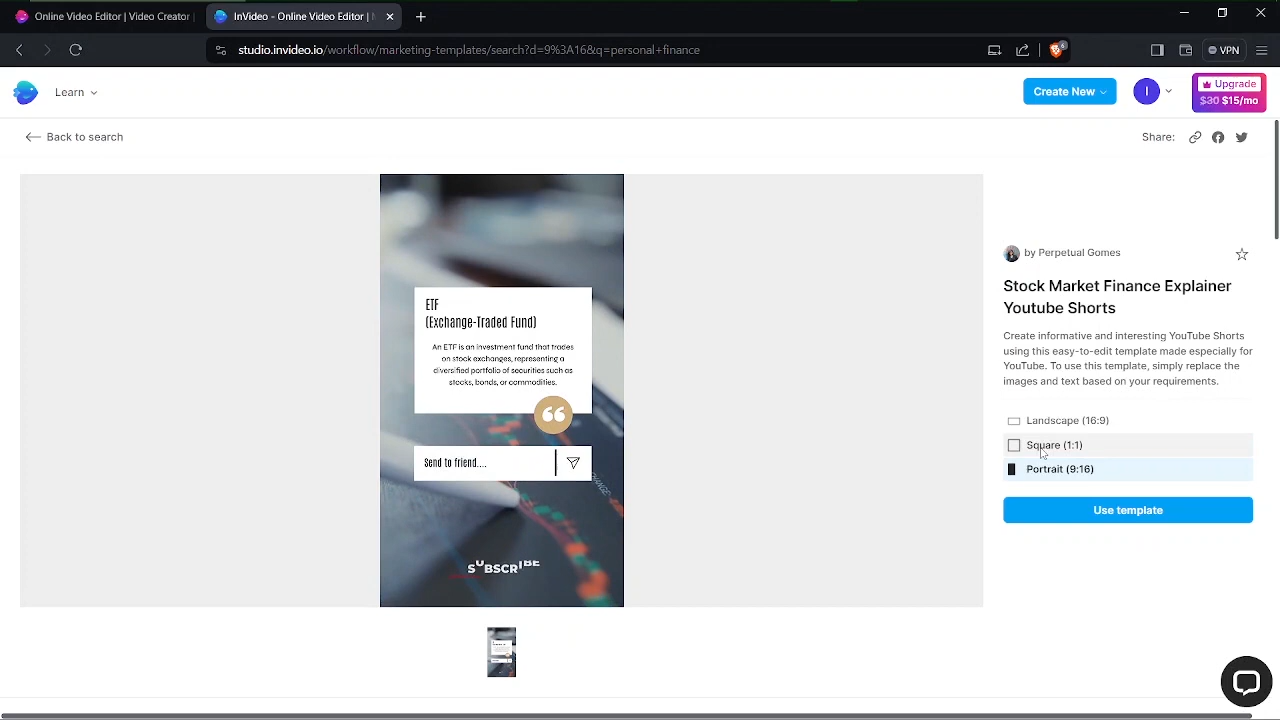 Online Video Editor | Video Creator
InVideo - Online Video Editor |
studio.invideo.io/workflow/marketing-templates/search?d=9%3A16&q=personal+finance
VPN
Learn
Create New
I
Upgrade
$30 $15/mo
Back to search
Share:
ETF
(Exchange-Traded Fund)
An ETF is an investment fund that trades
on stock exchanges, representing a
diversified portfolio of securities such as
stocks, bonds, or commodities.
Send to friend....
CHANGE
SUBSCRIBE
by Perpetual Gomes
Stock Market Finance Explainer
Youtube Shorts
Create informative and interesting YouTube Shorts
using this easy-to-edit template made especially for
YouTube. To use this template, simply replace the
images and text based on your requirements.
Landscape (16:9)
Square (1:1)
Portrait (9:16)
Use template